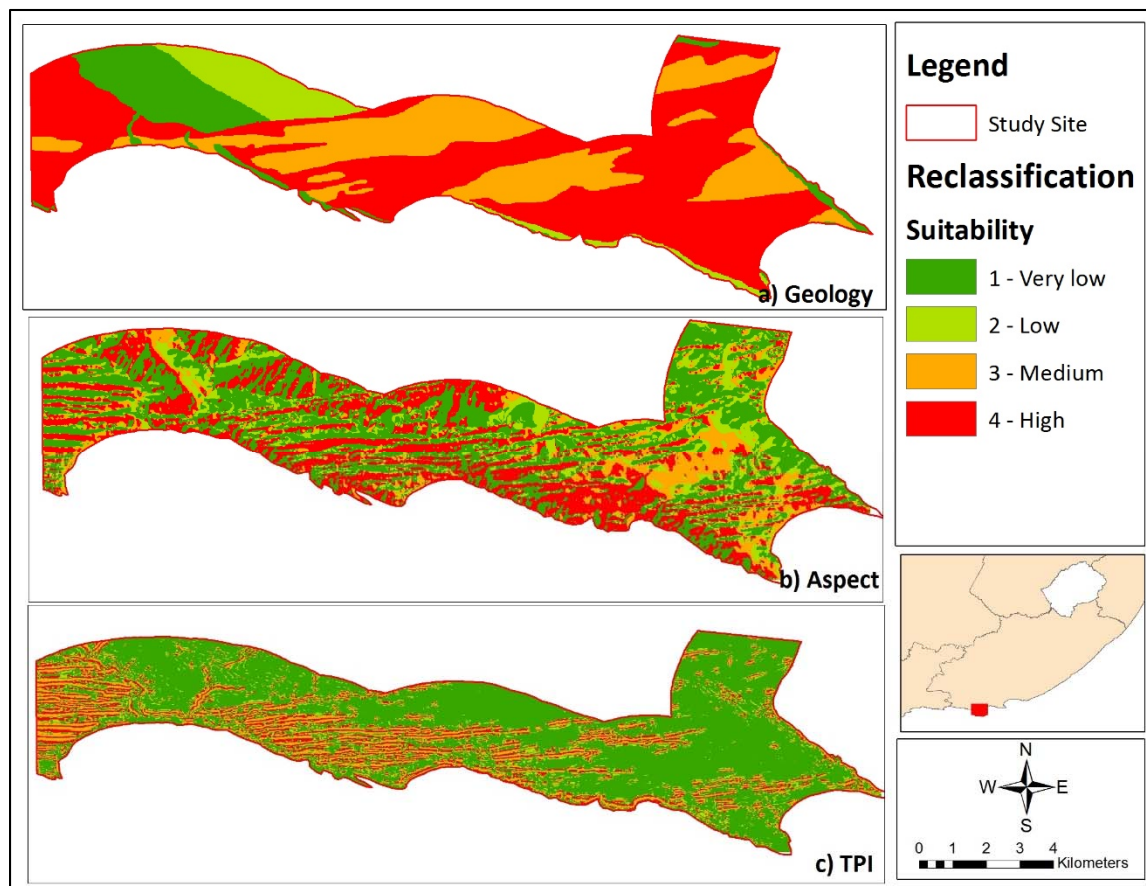 a) Geology
b) Aspect
c) TPI
Legend
Study Site
Reclassification
Suitability
1 - Very low
2 - Low
3 - Medium
4 - High
N
W E
S
0 1 2 3 4
Kilometers